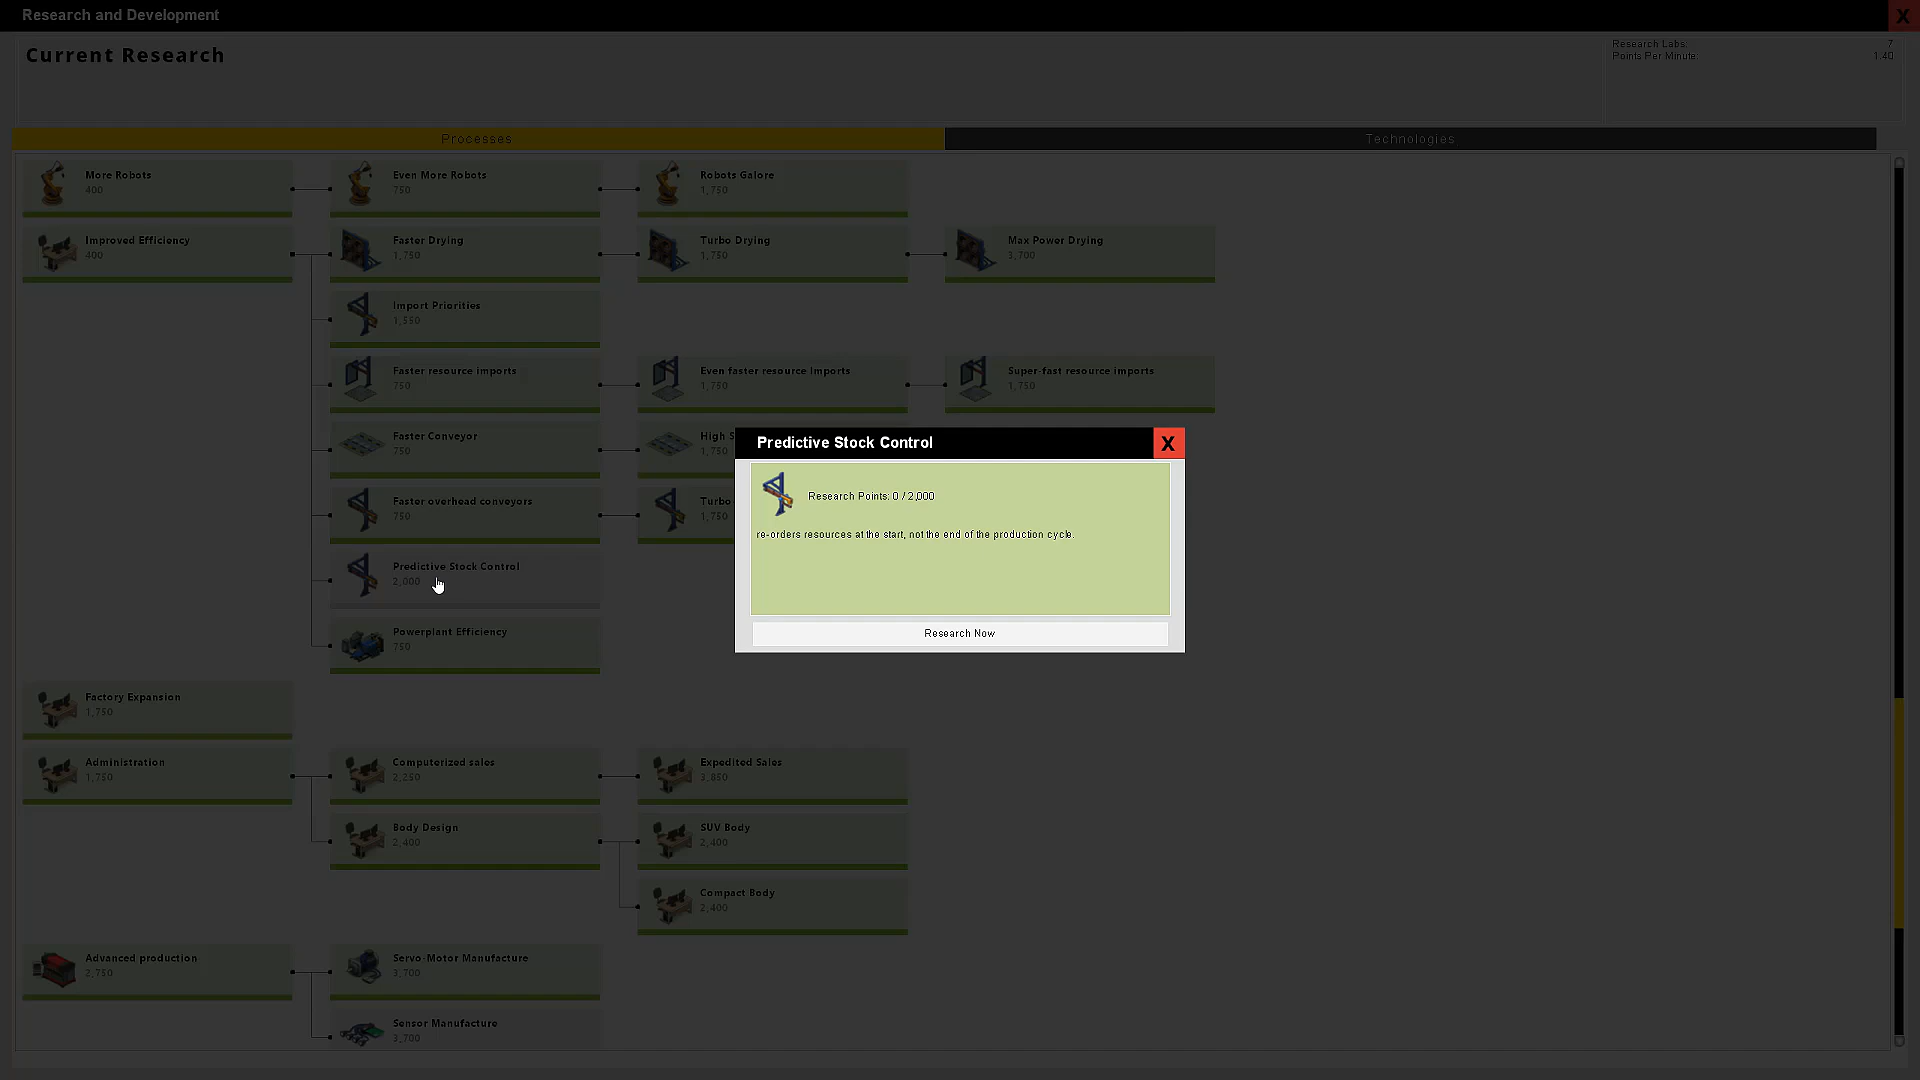 Research and Development
X
Current Research
Research Labs: 7
Points Per Minute 1.40
Processes
Technologies
More Robots
400
Even More Robots
750
Robots Galore
1,750
Improved Efficiency
400
Faster Drying
1,750
Turbo Drying
1,750
Max Power Drying
3,700
Import Priorities
1,550
Faster resource imports
750
Even faster resource Imports
1,750
Super-fast resource imports
1,750
Faster Conveyor
750
High S
1,750
Predictive Stock Control
X
Research Points: 0 / 2,000
re-orders resources at the start, not the end of the production cycle.
Research Now
Faster overhead conveyors
750
Turbo
1,750
Predictive Stock Control
2,000
Powerplant Efficiency
750
Factory Expansion
1,750
Administration
1,750
Computerized sales
2,250
Expedited Sales
3,850
Body Design
2,400
SUV Body
2,400
Compact Body
2,400
Advanced production
2,750
Servo-Motor Manufacture
3,700
Sensor Manufacture
3,700